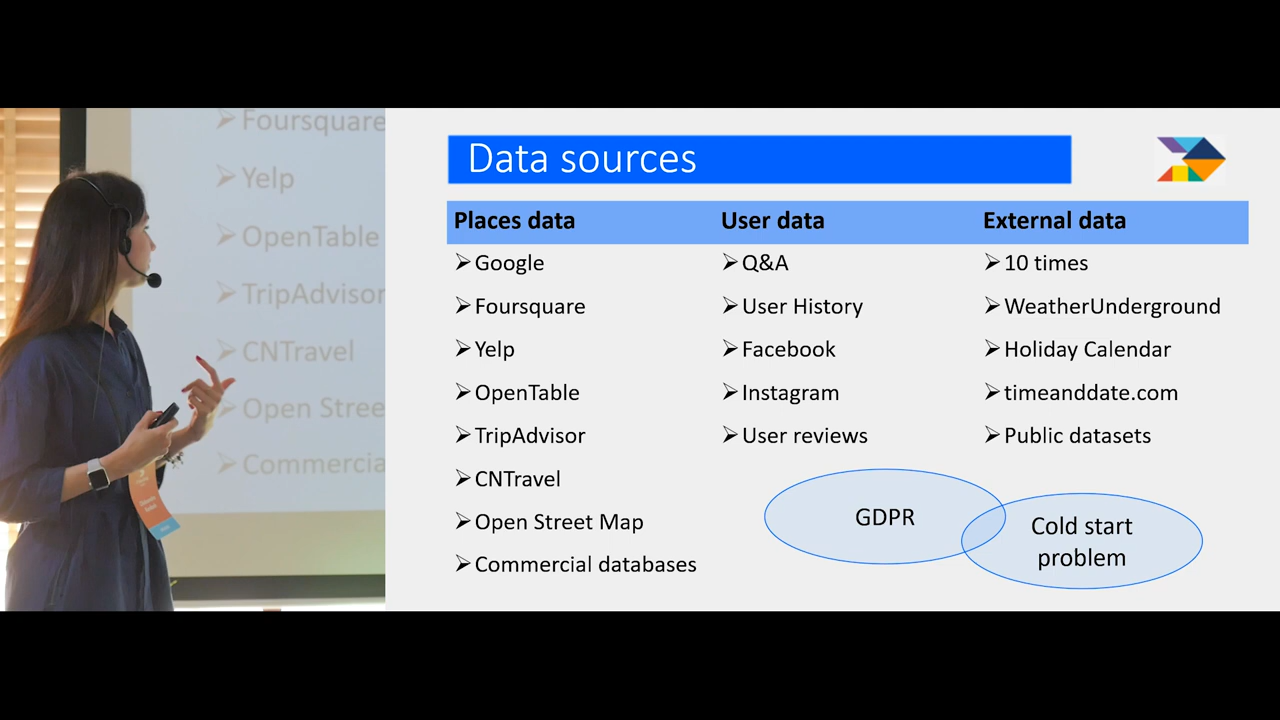 Foursquare
Yelp
OpenTable
TripAdvisor
CNTravel
Open Stree
Commercia
Data sources
Places data
User data
External data
Google
Q&A
10 times
Foursquare
User History
WeatherUnderground
Yelp
Facebook
Holiday Calendar
OpenTable
Instagram
timeanddate.com
TripAdvisor
User reviews
Public datasets
CNTravel
Open Street Map
Commercial databases
GDPR
Cold start
problem